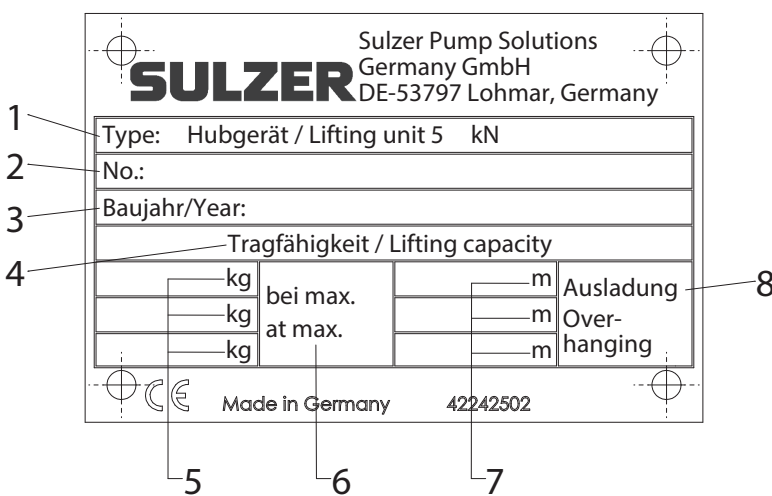 Sulzer Pump Solutions
Germany GmbH
SULZER
DE-53797 Lohmar, Germany
1
Type: Hubgerät / Lifting unit 5 kN
2
No.:
3
Baujahr/Year:
4
Tragfähigkeit / Lifting capacity
kg
kg
kg
bei max.
at max.
m
m
m
Ausladung
Over-
hanging
8
CE Made in Germany 42242502
5 6 7